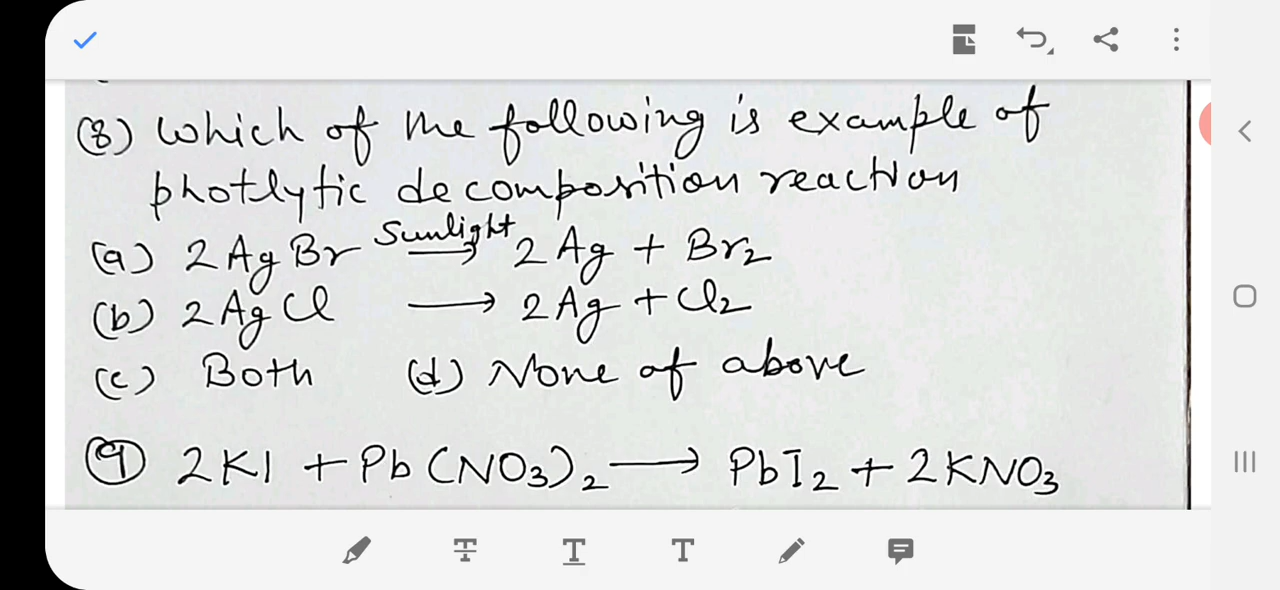 (8) Which of the following is example of
photlytic decomposition reaction
(a) 2AgBr Sunlight⟶ 2Ag + Br₂
(b) 2AgCl ⟶ 2Ag + Cl₂
(c) Both (d) None of above
(9) 2KI + Pb(NO₃)₂ ⟶ PbI₂ + 2KNO₃
T T T